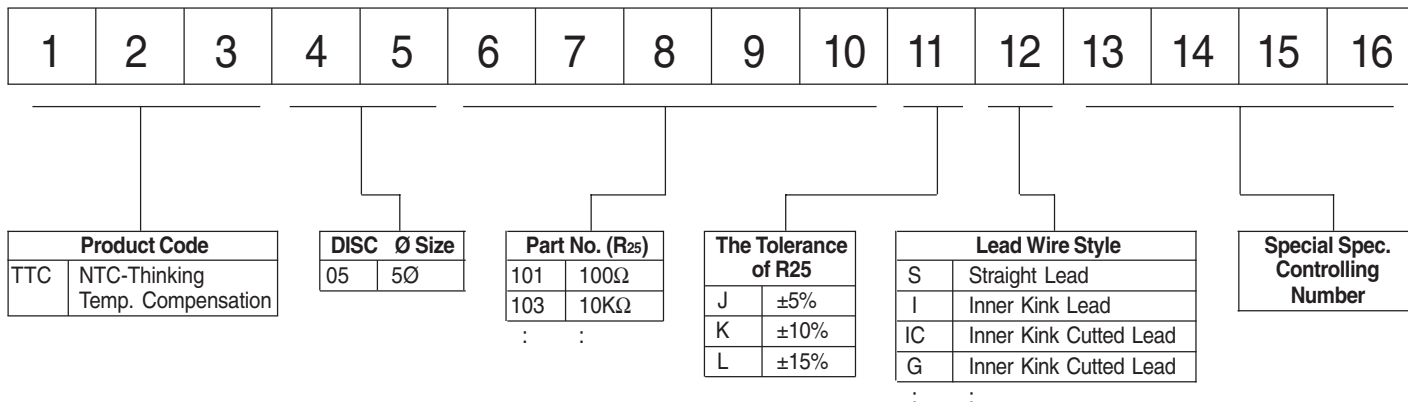 1 2 3 4 5 6 7 8 9 10 11 12 13 14 15 16
Product Code
TTC NTC-Thinking
Temp. Compensation
DISC Ø Size
05 5Ø
Part No. (R25)
101 100Ω
103 10KΩ
: :
The Tolerance
of R25
J ±5%
K ±10%
L ±15%
Lead Wire Style
S Straight Lead
I Inner Kink Lead
IC Inner Kink Cutted Lead
G Inner Kink Cutted Lead
: :
Special Spec.
Controlling
Number